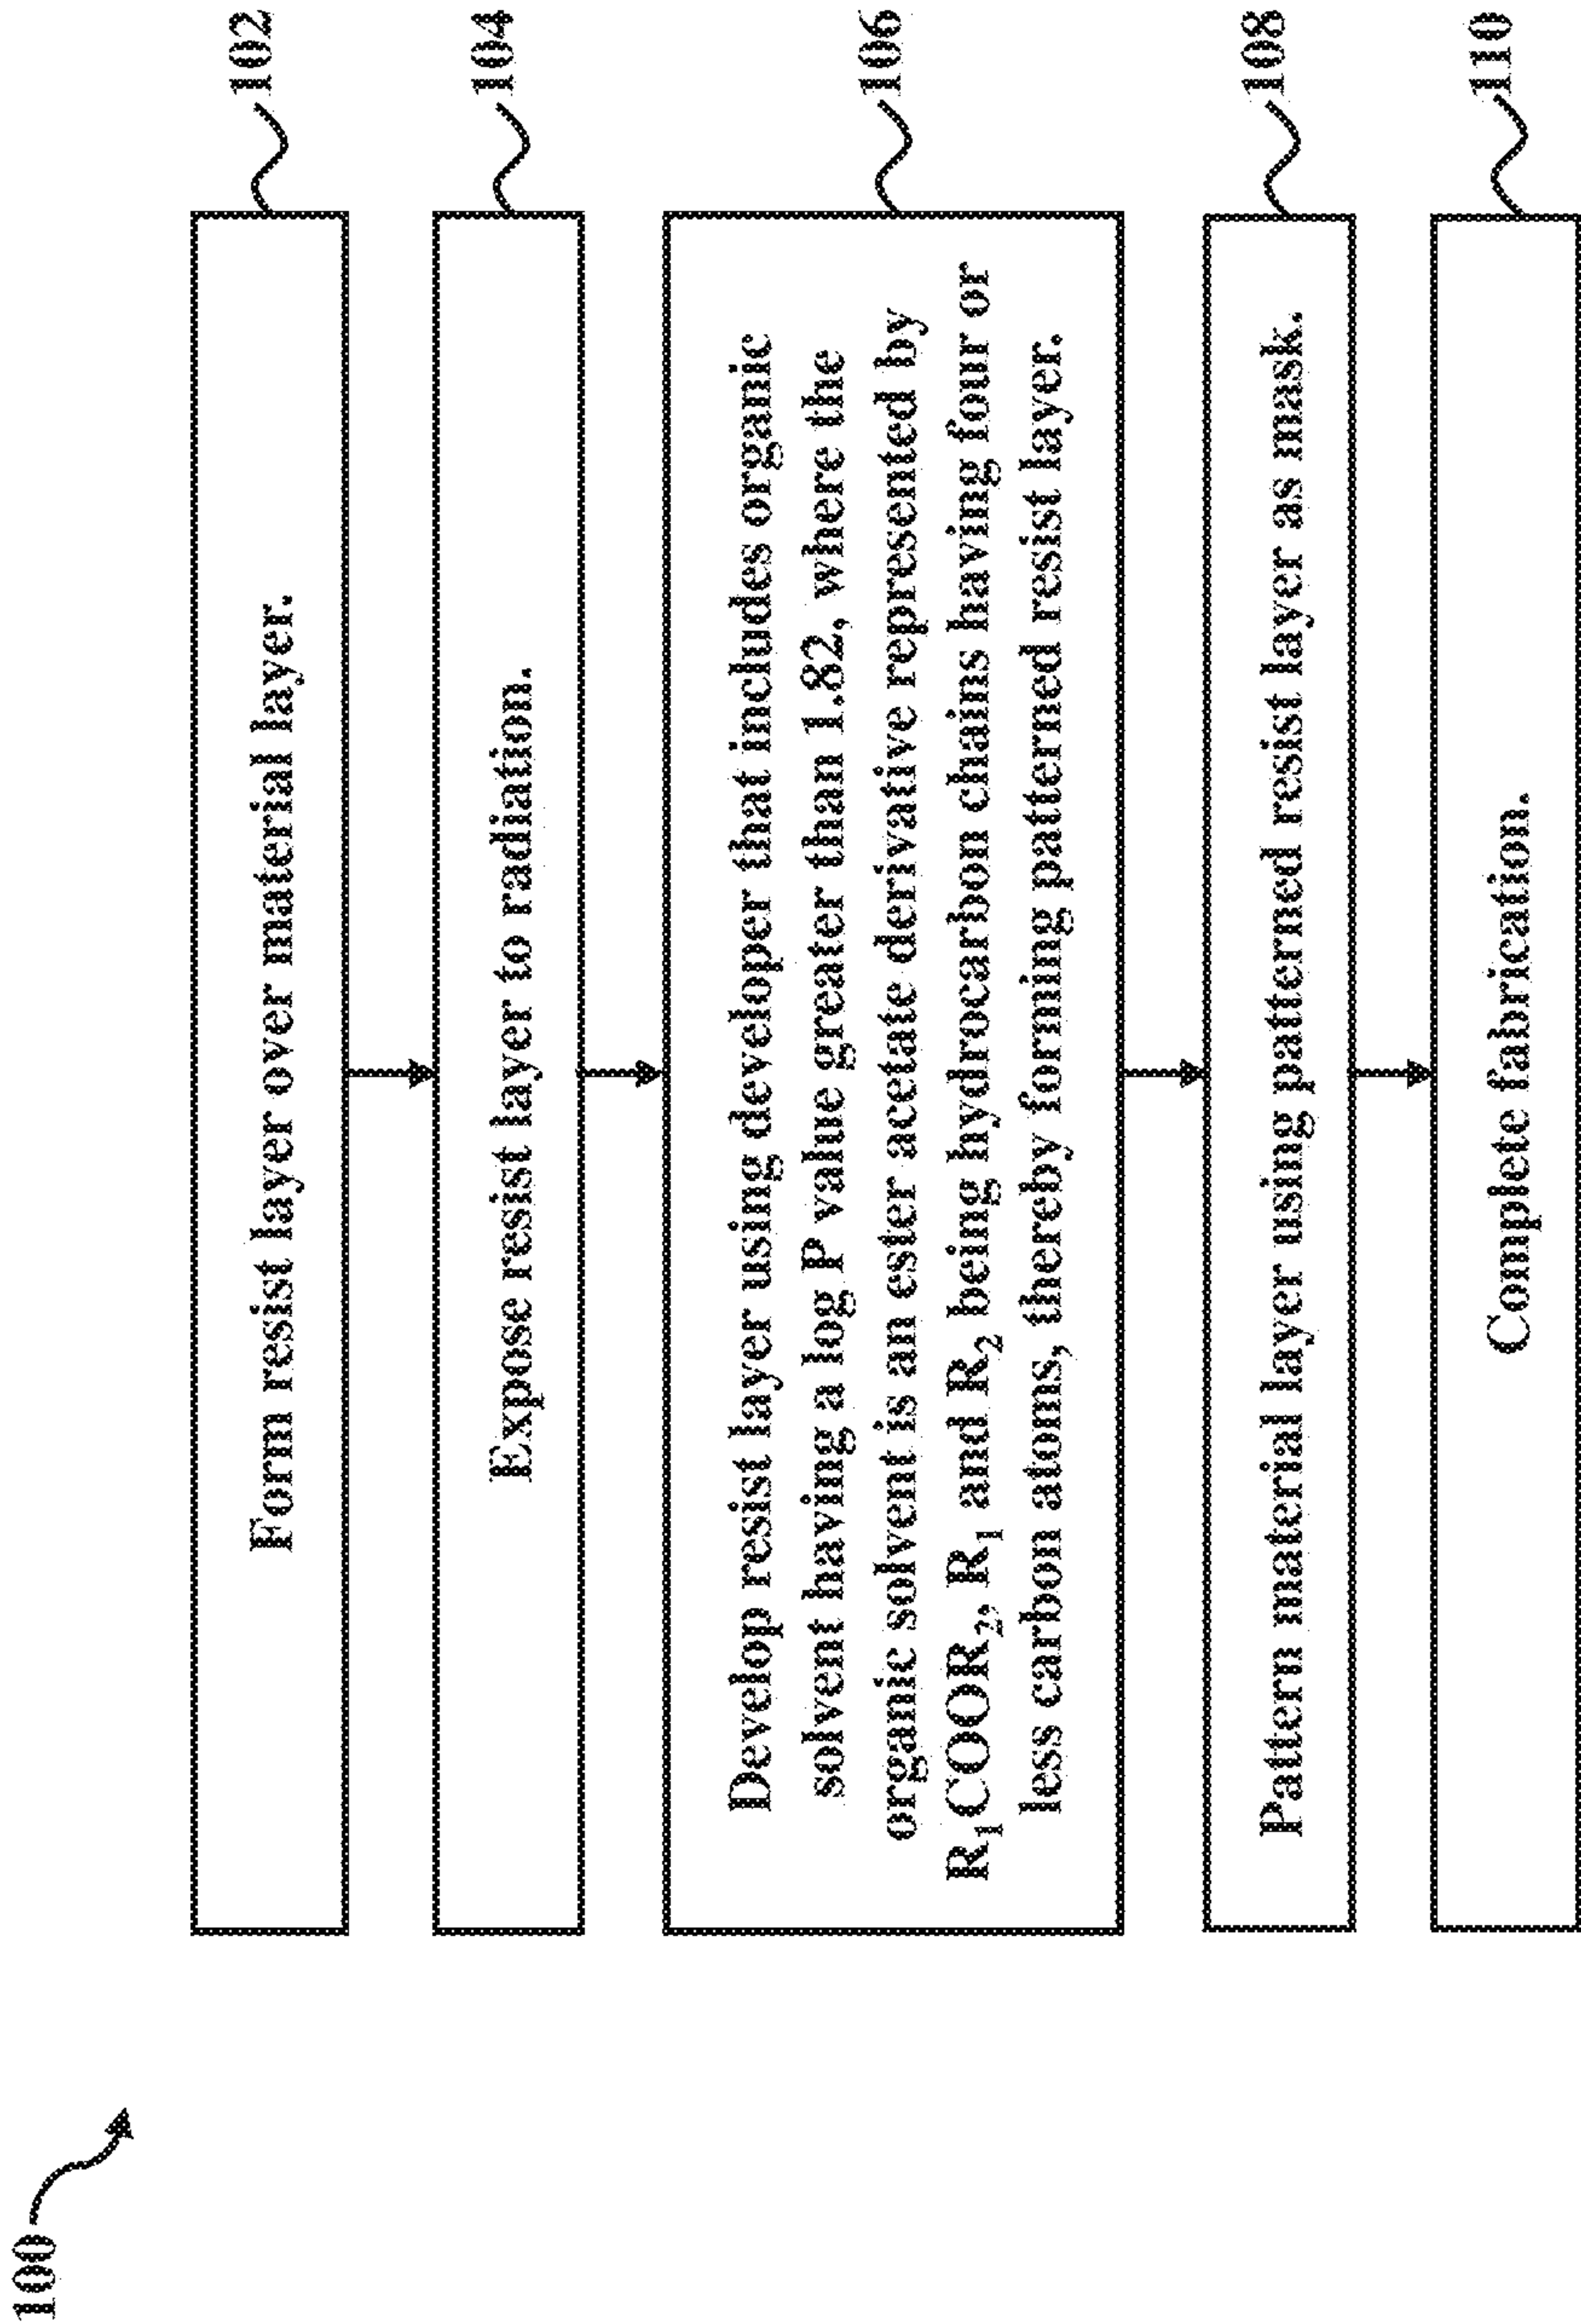 100
Form resist layer over material layer.
102
Expose resist layer to radiation.
104
Develop resist layer using developer that includes organic
solvent having a log P value greater than 1.82, where the
organic solvent is an ester acetate derivative represented by
R₁COOR₂, R₁ and R₂ being hydrocarbon chains having four or
less carbon atoms, thereby forming patterned resist layer.
106
Pattern material layer using patterned resist layer as mask.
108
Complete fabrication.
110